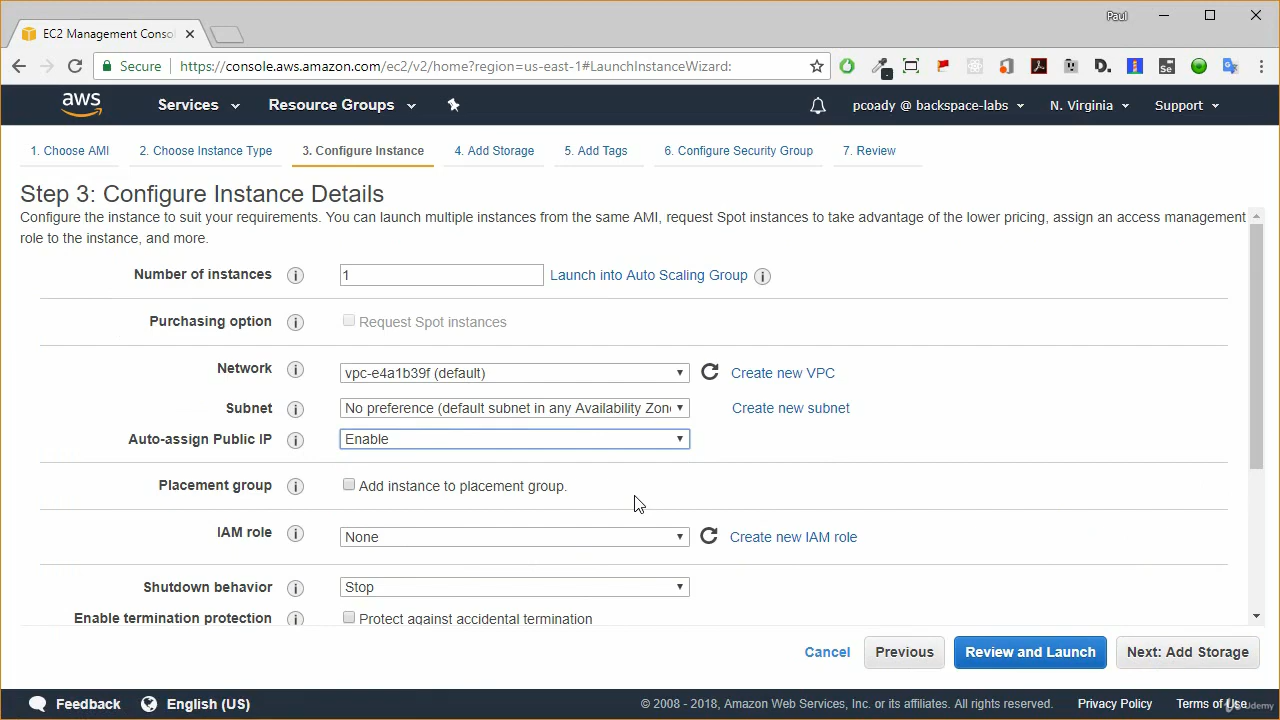 Paul
EC2 Management Conso
Secure https://console.aws.amazon.com/ec2/v2/home?region=us-east-1#LaunchInstanceWizard:
D.
Se
aws Services Resource Groups pcoady @ backspace-labs N. Virginia Support
1. Choose AMI 2. Choose Instance Type 3. Configure Instance 4. Add Storage 5. Add Tags 6. Configure Security Group 7. Review
Step 3: Configure Instance Details
Configure the instance to suit your requirements. You can launch multiple instances from the same AMI, request Spot instances to take advantage of the lower pricing, assign an access management
role to the instance, and more.
Number of instances i 1 Launch into Auto Scaling Group i
Purchasing option i Request Spot instances
Network i vpc-e4a1b39f (default) Create new VPC
Subnet i No preference (default subnet in any Availability Zon Create new subnet
Auto-assign Public IP i Enable
Placement group i Add instance to placement group.
IAM role i None Create new IAM role
Shutdown behavior i Stop
Enable termination protection i Protect against accidental termination
Cancel Previous Review and Launch Next: Add Storage
Feedback English (US) © 2008 - 2018, Amazon Web Services, Inc. or its affiliates. All rights reserved. Privacy Policy Terms of Use
Udemy